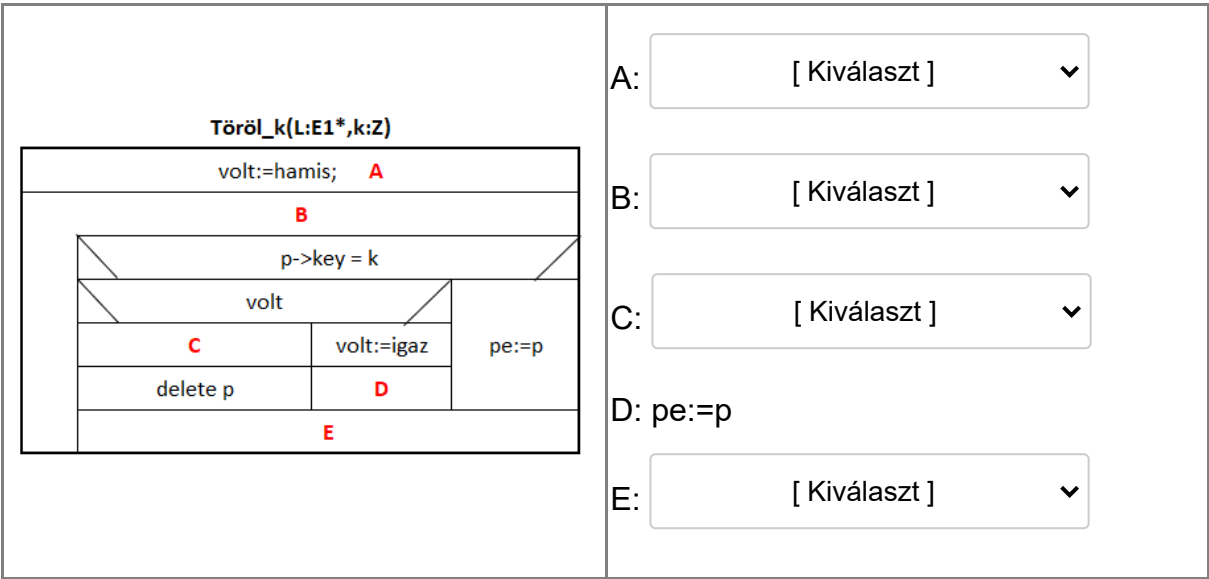 Töröl_k(L:E1*,k:Z)
volt:=hamis; A
B
p->key = k
volt
C volt:=igaz pe:=p
delete p D
E
A: [ Kiválaszt ]
B: [ Kiválaszt ]
C: [ Kiválaszt ]
D: pe:=p
E: [ Kiválaszt ]